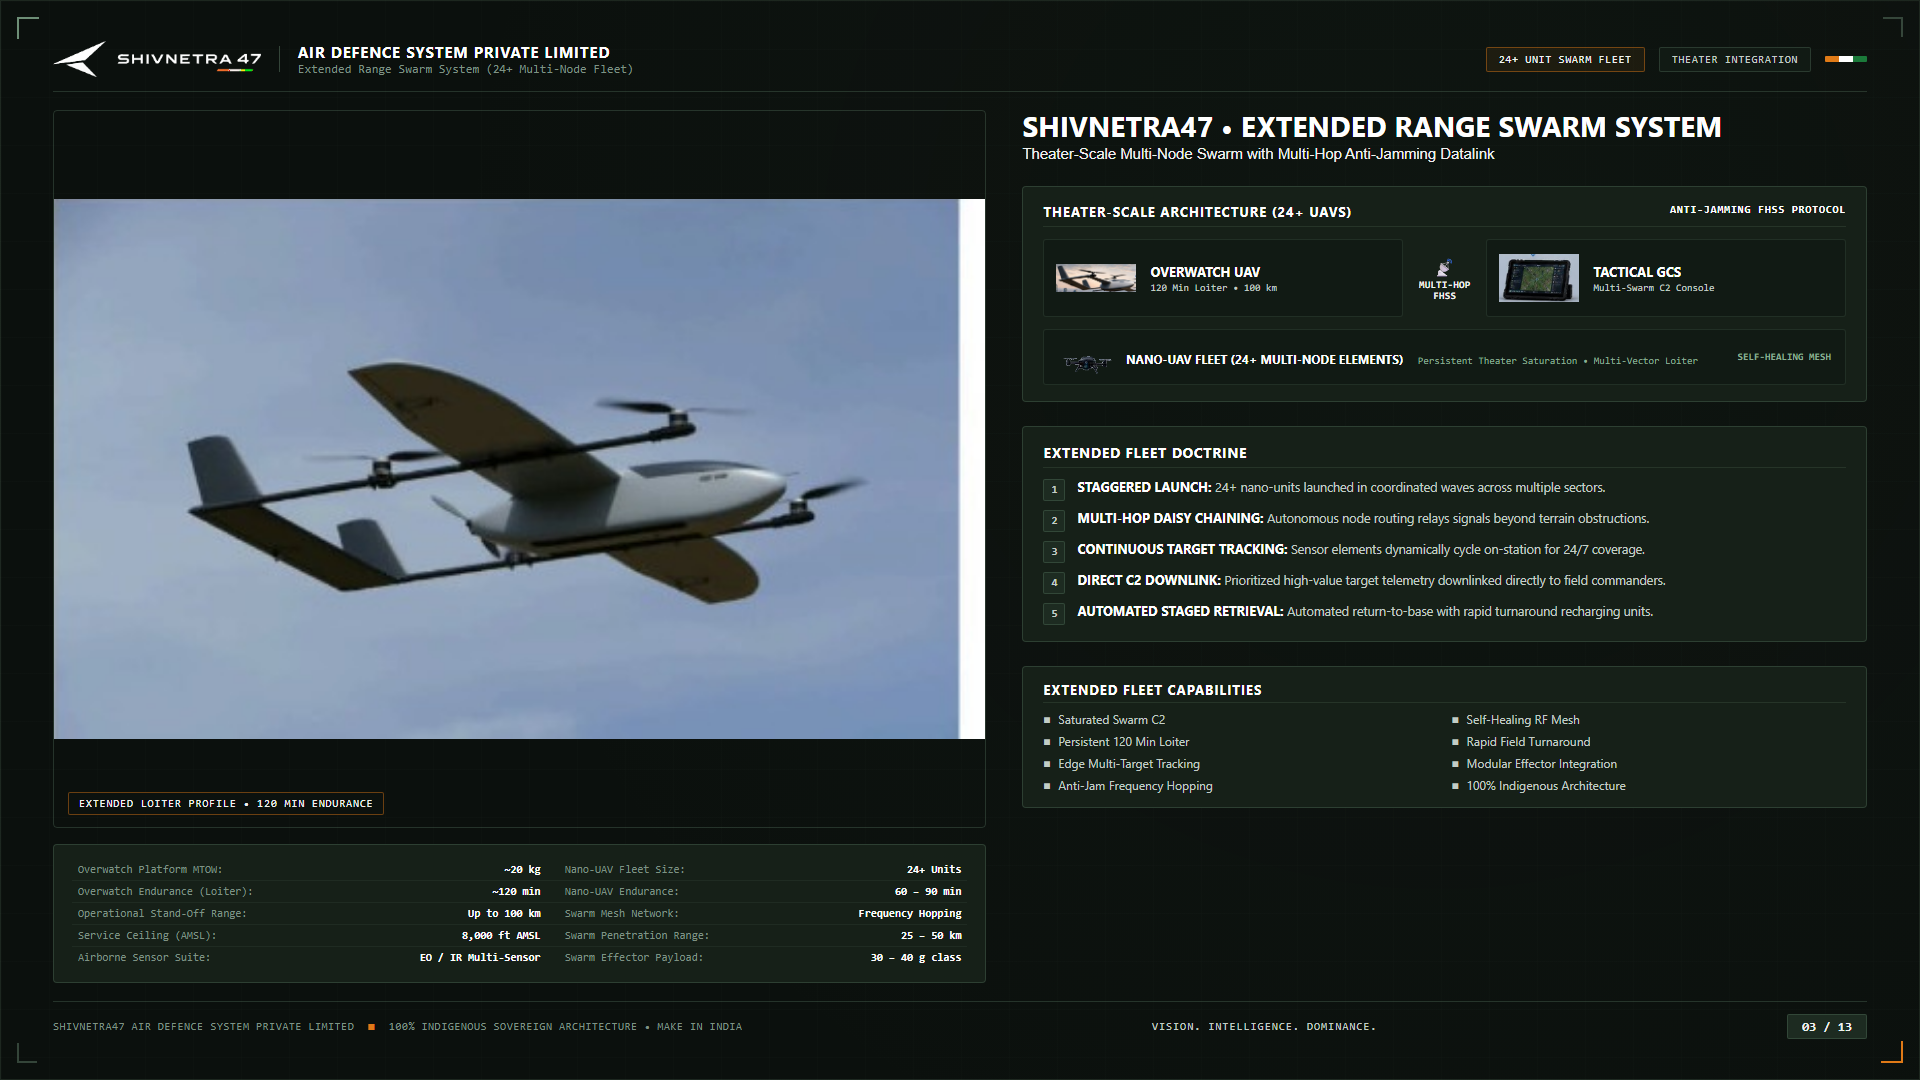 SHIVNETRA 47
AIR DEFENCE SYSTEM PRIVATE LIMITED
Extended Range Swarm System (24+ Multi-Node Fleet)
24+ UNIT SWARM FLEET
THEATER INTEGRATION
EXTENDED LOITER PROFILE • 120 MIN ENDURANCE
Overwatch Platform MTOW: ~20 kg
Overwatch Endurance (Loiter): ~120 min
Operational Stand-Off Range: Up to 100 km
Service Ceiling (AMSL): 8,000 ft AMSL
Airborne Sensor Suite: EO / IR Multi-Sensor
Nano-UAV Fleet Size: 24+ Units
Nano-UAV Endurance: 60 – 90 min
Swarm Mesh Network: Frequency Hopping
Swarm Penetration Range: 25 – 50 km
Swarm Effector Payload: 30 – 40 g class
SHIVNETRA47 • EXTENDED RANGE SWARM SYSTEM
Theater-Scale Multi-Node Swarm with Multi-Hop Anti-Jamming Datalink
THEATER-SCALE ARCHITECTURE (24+ UAVS)
ANTI-JAMMING FHSS PROTOCOL
OVERWATCH UAV
120 Min Loiter • 100 km
MULTI-HOP
FHSS
TACTICAL GCS
Multi-Swarm C2 Console
NANO-UAV FLEET (24+ MULTI-NODE ELEMENTS) Persistent Theater Saturation • Multi-Vector Loiter
SELF-HEALING MESH
EXTENDED FLEET DOCTRINE
1 STAGGERED LAUNCH: 24+ nano-units launched in coordinated waves across multiple sectors.
2 MULTI-HOP DAISY CHAINING: Autonomous node routing relays signals beyond terrain obstructions.
3 CONTINUOUS TARGET TRACKING: Sensor elements dynamically cycle on-station for 24/7 coverage.
4 DIRECT C2 DOWNLINK: Prioritized high-value target telemetry downlinked directly to field commanders.
5 AUTOMATED STAGED RETRIEVAL: Automated return-to-base with rapid turnaround recharging units.
EXTENDED FLEET CAPABILITIES
■ Saturated Swarm C2
■ Persistent 120 Min Loiter
■ Edge Multi-Target Tracking
■ Anti-Jam Frequency Hopping
■ Self-Healing RF Mesh
■ Rapid Field Turnaround
■ Modular Effector Integration
■ 100% Indigenous Architecture
SHIVNETRA47 AIR DEFENCE SYSTEM PRIVATE LIMITED ■ 100% INDIGENOUS SOVEREIGN ARCHITECTURE • MAKE IN INDIA
VISION. INTELLIGENCE. DOMINANCE.
03 / 13